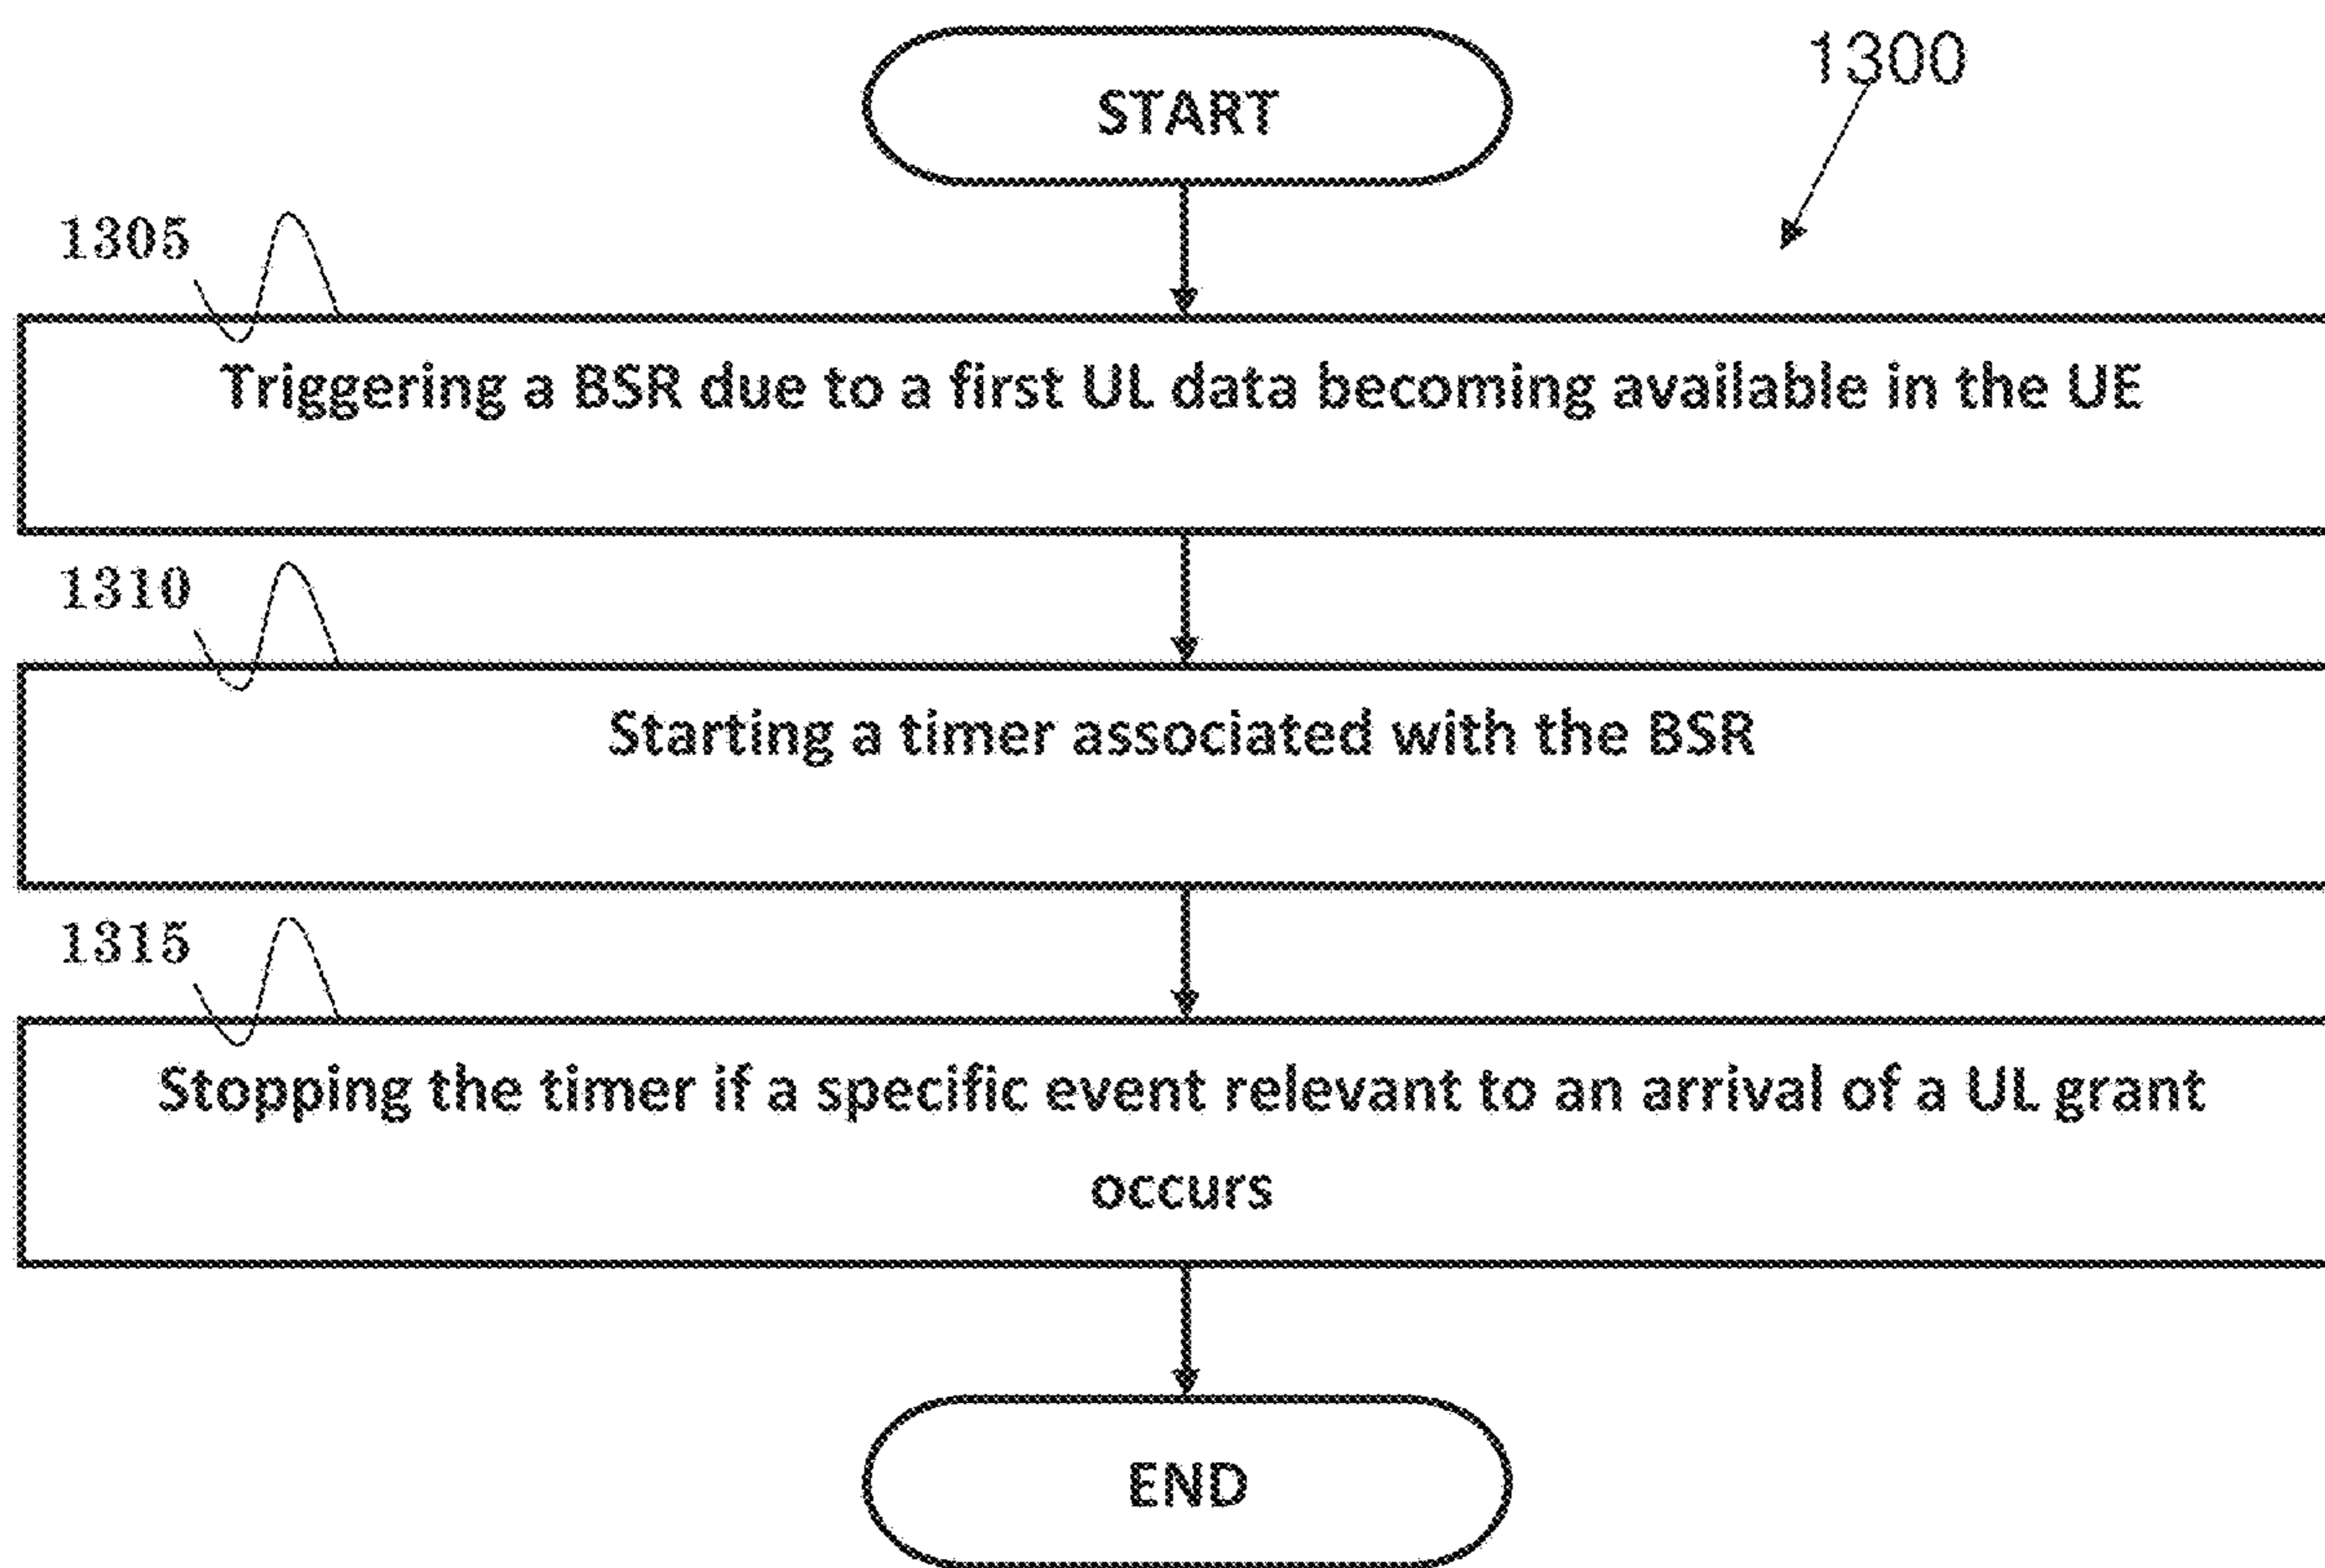 START
1300
1305
Triggering a BSR due to a first UL data becoming available in the UE
1310
Starting a timer associated with the BSR
1315
Stopping the timer if a specific event relevant to an arrival of a UL grant
occurs
END